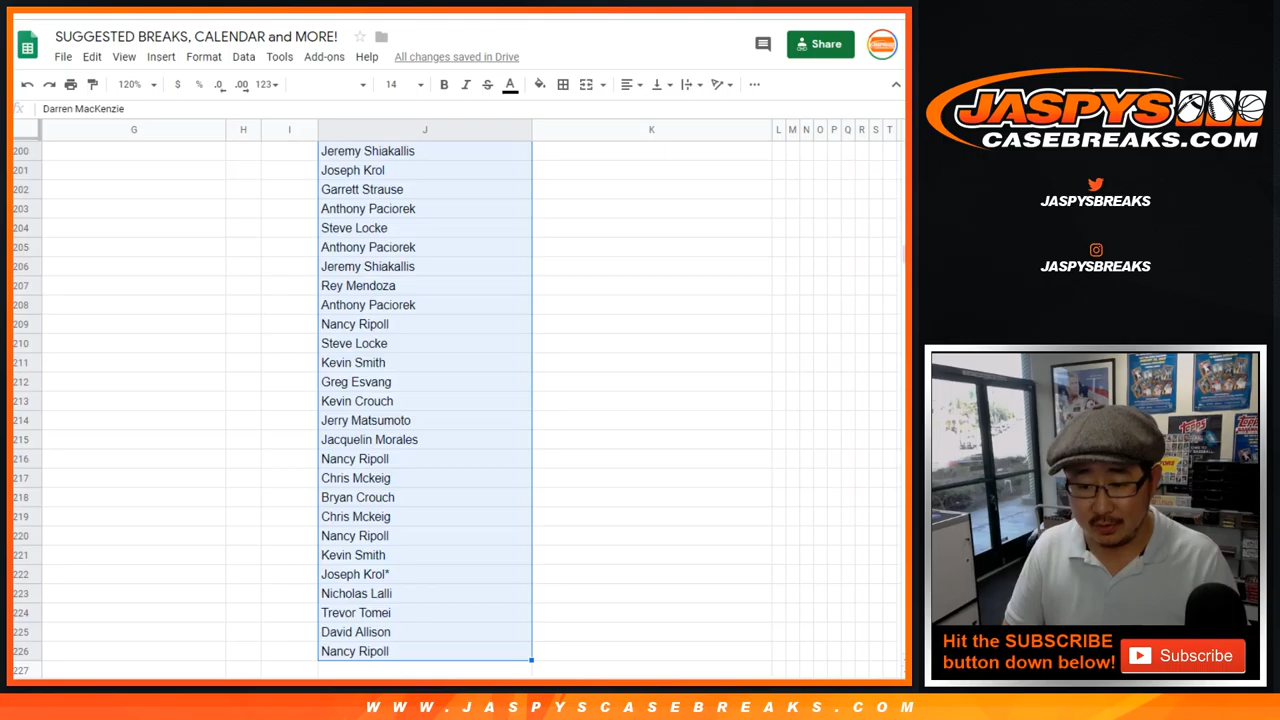 SUGGESTED BREAKS, CALENDAR and MORE!
File Edit View Insert Format Data Tools Add-ons Help All changes saved in Drive
Share
120% $ % .0 .00 123 14 B I S A
fx Darren MacKenzie
G H I J K L M N O P Q R S T
200 Jeremy Shiakallis
201 Joseph Krol
202 Garrett Strause
203 Anthony Paciorek
204 Steve Locke
205 Anthony Paciorek
206 Jeremy Shiakallis
207 Rey Mendoza
208 Anthony Paciorek
209 Nancy Ripoll
210 Steve Locke
211 Kevin Smith
212 Greg Esvang
213 Kevin Crouch
214 Jerry Matsumoto
215 Jacquelin Morales
216 Nancy Ripoll
217 Chris Mckeig
218 Bryan Crouch
219 Chris Mckeig
220 Nancy Ripoll
221 Kevin Smith
222 Joseph Krol*
223 Nicholas Lalli
224 Trevor Tomei
225 David Allison
226 Nancy Ripoll
227
JASPYS
CASEBREAKS.COM
JASPYSBREAKS
JASPYSBREAKS
TOPPS
Hit the SUBSCRIBE
button down below!
Subscribe
WWW.JASPYSCASEBREAKS.COM